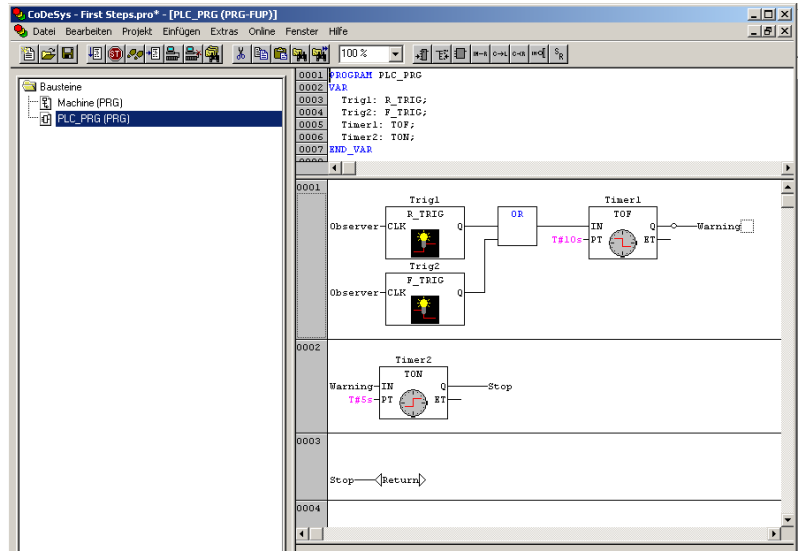 CoDeSys - First Steps.pro* - [PLC_PRG (PRG-FUP)]
Datei Bearbeiten Projekt Einfügen Extras Online Fenster Hilfe
100 %
Bausteine
Machine (PRG)
PLC_PRG (PRG)
0001 PROGRAM PLC_PRG
0002 VAR
0003 Trig1: R_TRIG;
0004 Trig2: F_TRIG;
0005 Timer1: TOF;
0006 Timer2: TON;
0007 END_VAR
0001
Trig1
R_TRIG
Observer CLK Q
OR
Timer1
TOF
IN Q Warning
T#10s PT ET
Trig2
F_TRIG
Observer CLK Q
0002
Timer2
TON
Warning IN Q Stop
T#5s PT ET
0003
Stop Return
0004